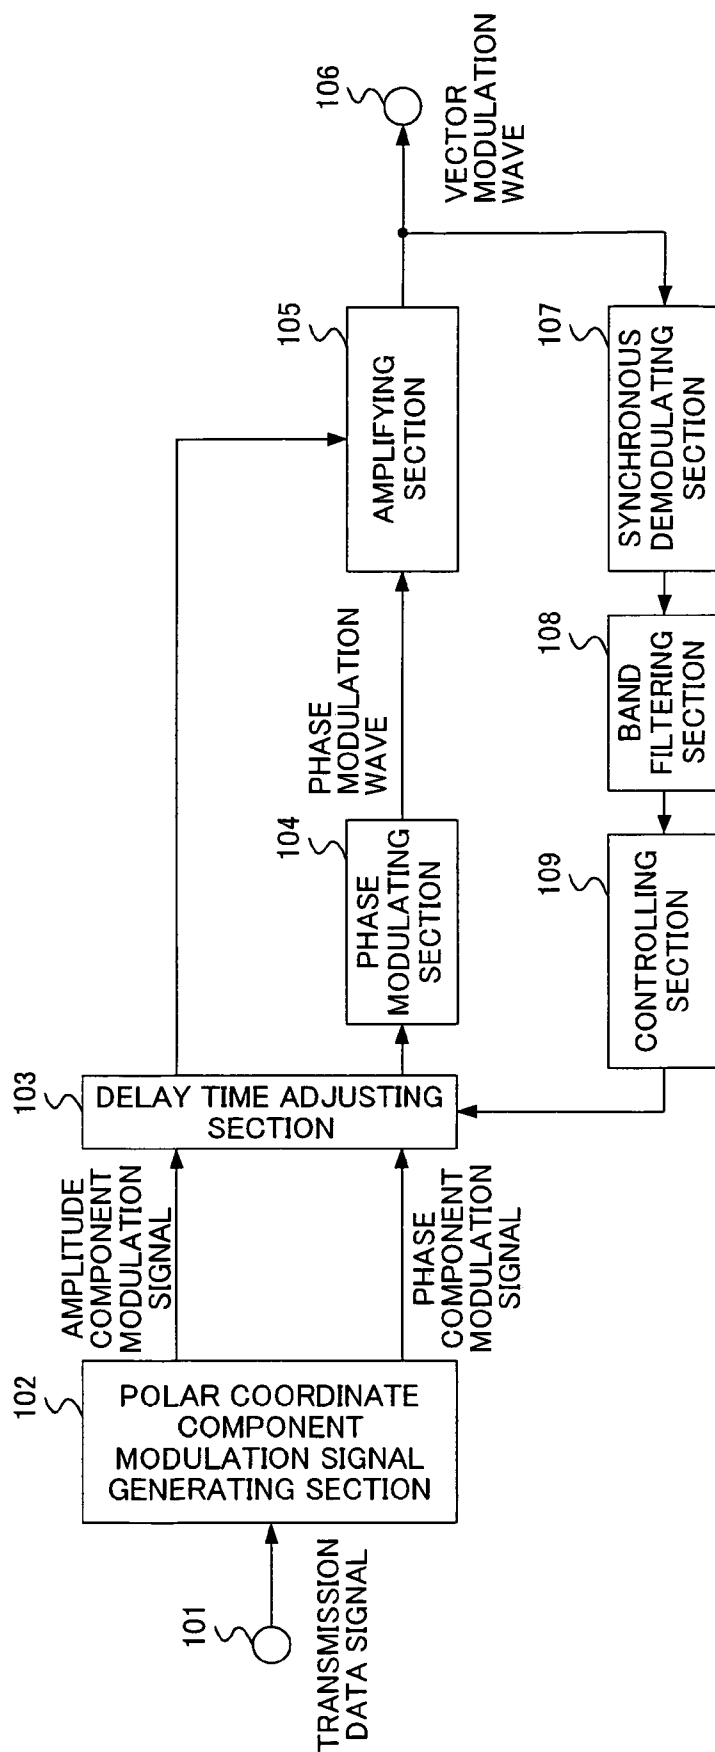 101
TRANSMISSION
DATA SIGNAL
102
POLAR COORDINATE
COMPONENT
MODULATION SIGNAL
GENERATING SECTION
AMPLITUDE
COMPONENT
MODULATION
SIGNAL
PHASE
COMPONENT
MODULATION
SIGNAL
103
DELAY TIME ADJUSTING
SECTION
104
PHASE
MODULATING
SECTION
PHASE
MODULATION
WAVE
105
AMPLIFYING
SECTION
106
VECTOR
MODULATION
WAVE
109
CONTROLLING
SECTION
108
BAND
FILTERING
SECTION
107
SYNCHRONOUS
DEMODULATING
SECTION